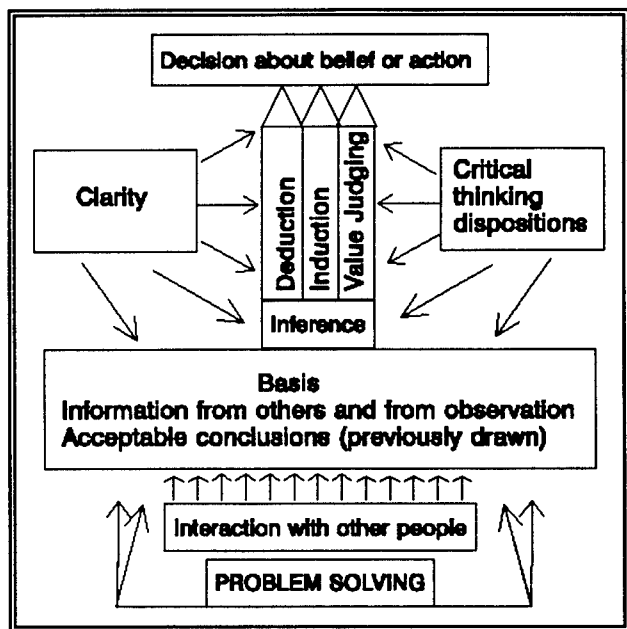 Decision about belief or action
Clarity
Deduction
Induction
Value Judging
Critical
thinking
dispositions
Inference
Basis
Information from others and from observation
Acceptable conclusions (previously drawn)
Interaction with other people
PROBLEM SOLVING